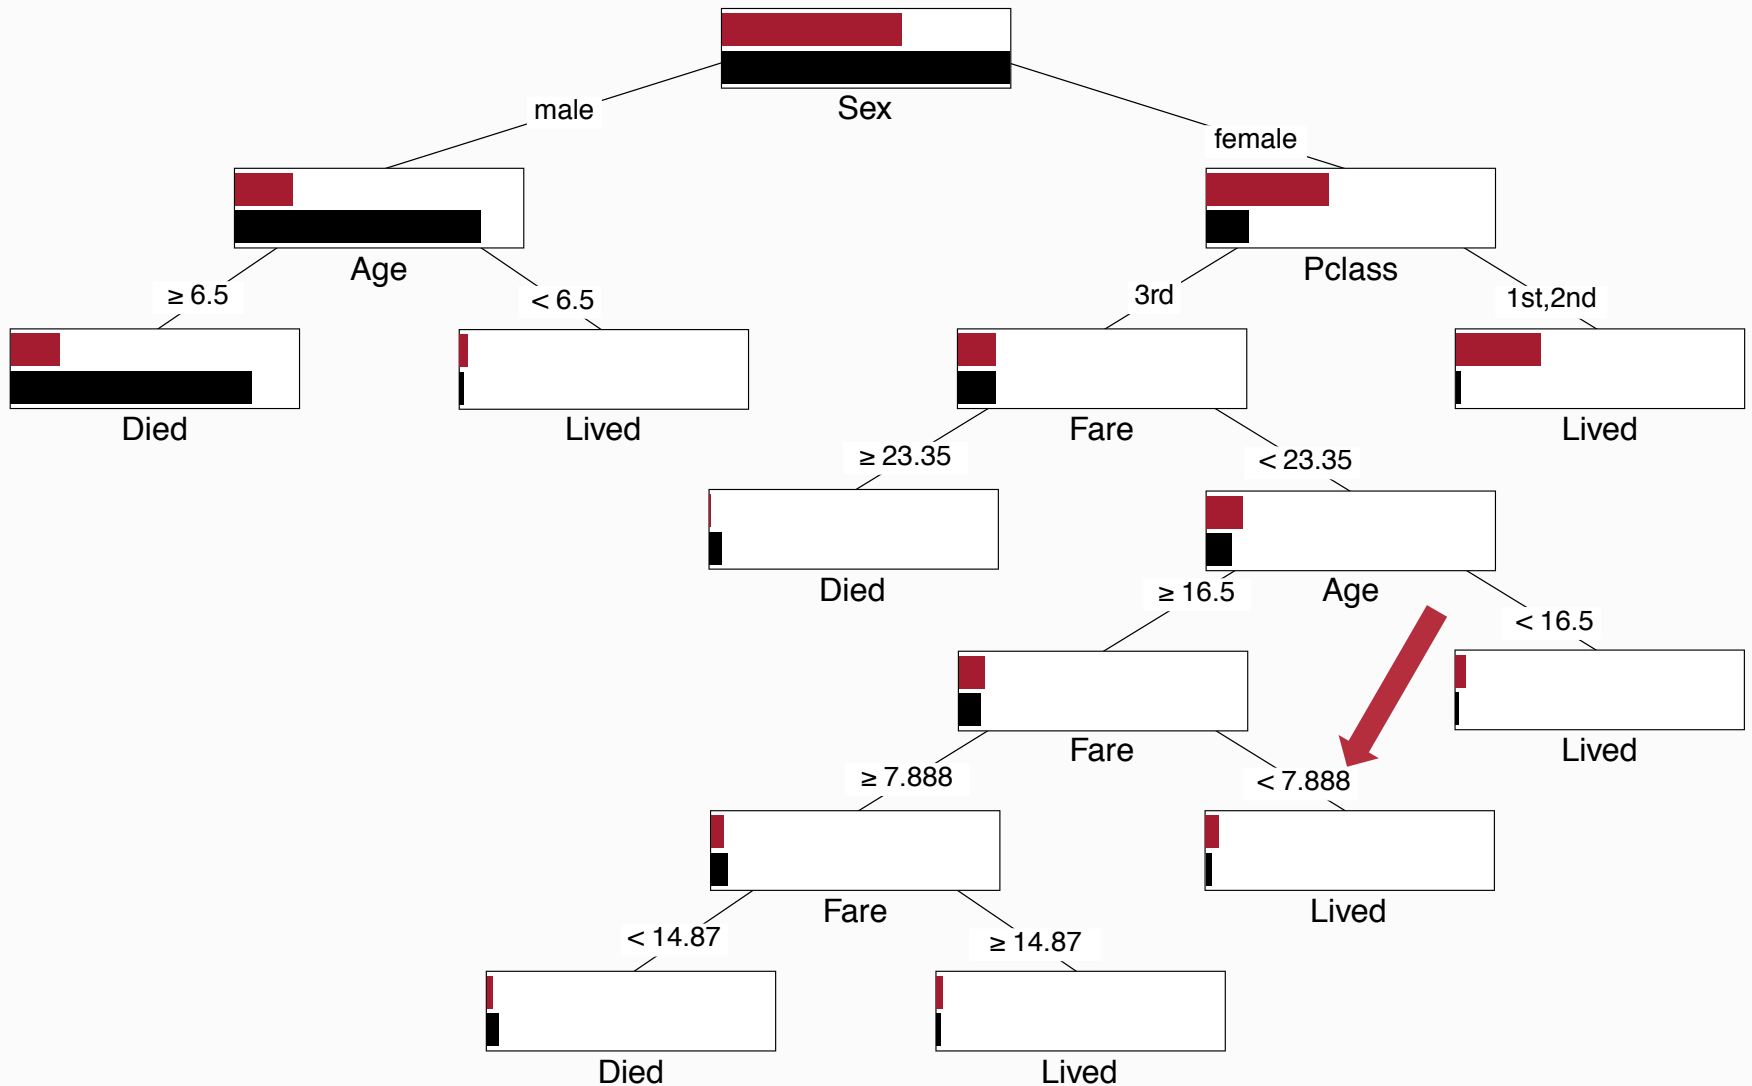 Sex
male
female
Age
Pclass
≥ 6.5
< 6.5
3rd
1st,2nd
Died
Lived
Fare
Lived
≥ 23.35
< 23.35
Died
Age
≥ 16.5
< 16.5
Fare
Lived
≥ 7.888
< 7.888
Fare
Lived
< 14.87
≥ 14.87
Died
Lived